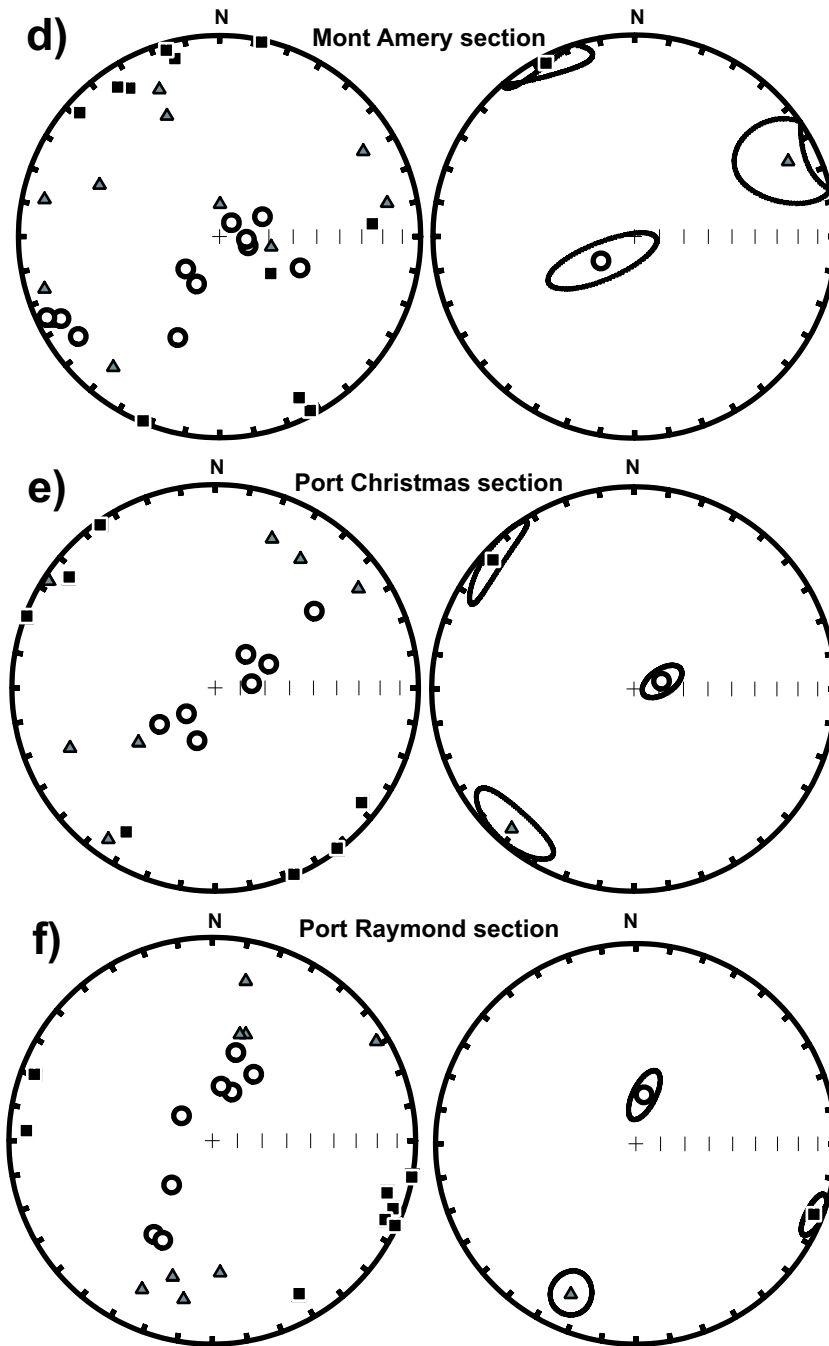 d)
N
Mont Amery section
N
e)
N
Port Christmas section
N
f)
N
Port Raymond section
N